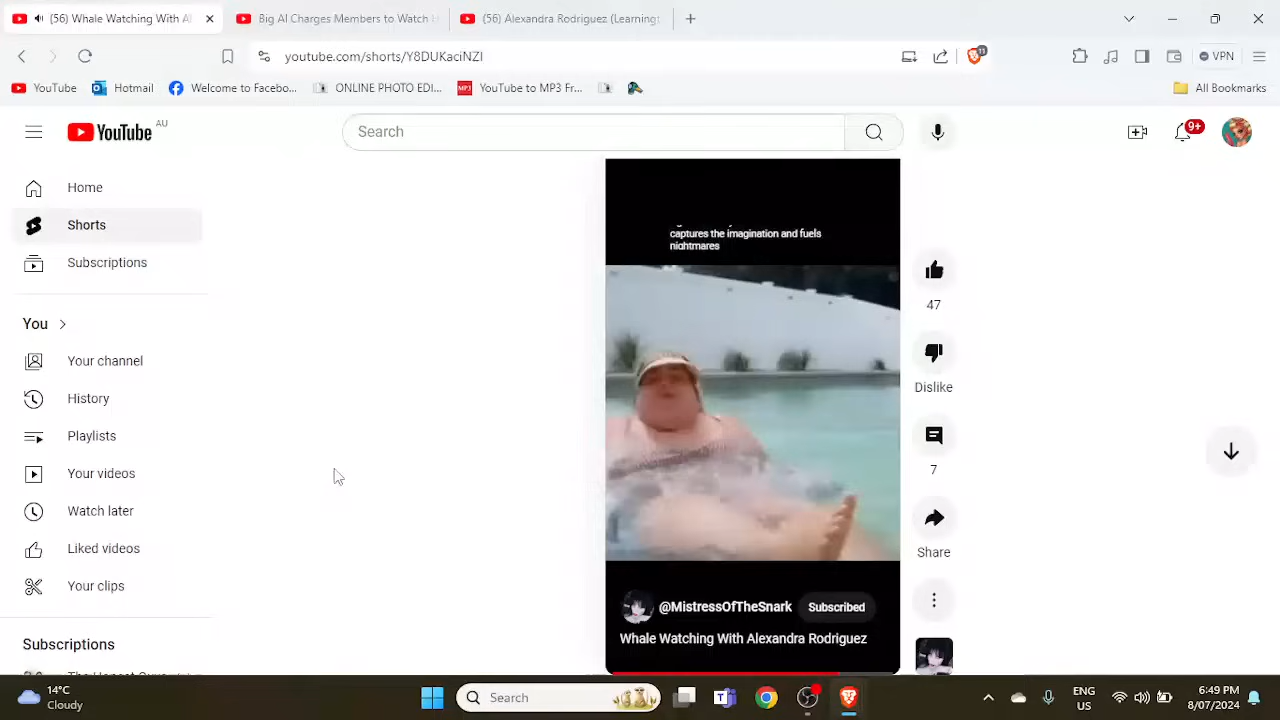 (56) Whale Watching With Al
Big AI Charges Members to Watch H
(56) Alexandra Rodriguez (Learning
youtube.com/shorts/Y8DUKaciNZI
11
VPN
YouTube
Hotmail
Welcome to Facebo...
ONLINE PHOTO EDI...
MP3
YouTube to MP3 Fr...
All Bookmarks
YouTube AU
Search
9+
Home
Shorts
Subscriptions
You
Your channel
History
Playlists
Your videos
Watch later
Liked videos
Your clips
Subscriptions
captures the imagination and fuels
nightmares
47
Dislike
7
Share
@MistressOfTheSnark
Subscribed
Whale Watching With Alexandra Rodriguez
14°C
Cloudy
Search
ENG
US
6:49 PM
8/07/2024